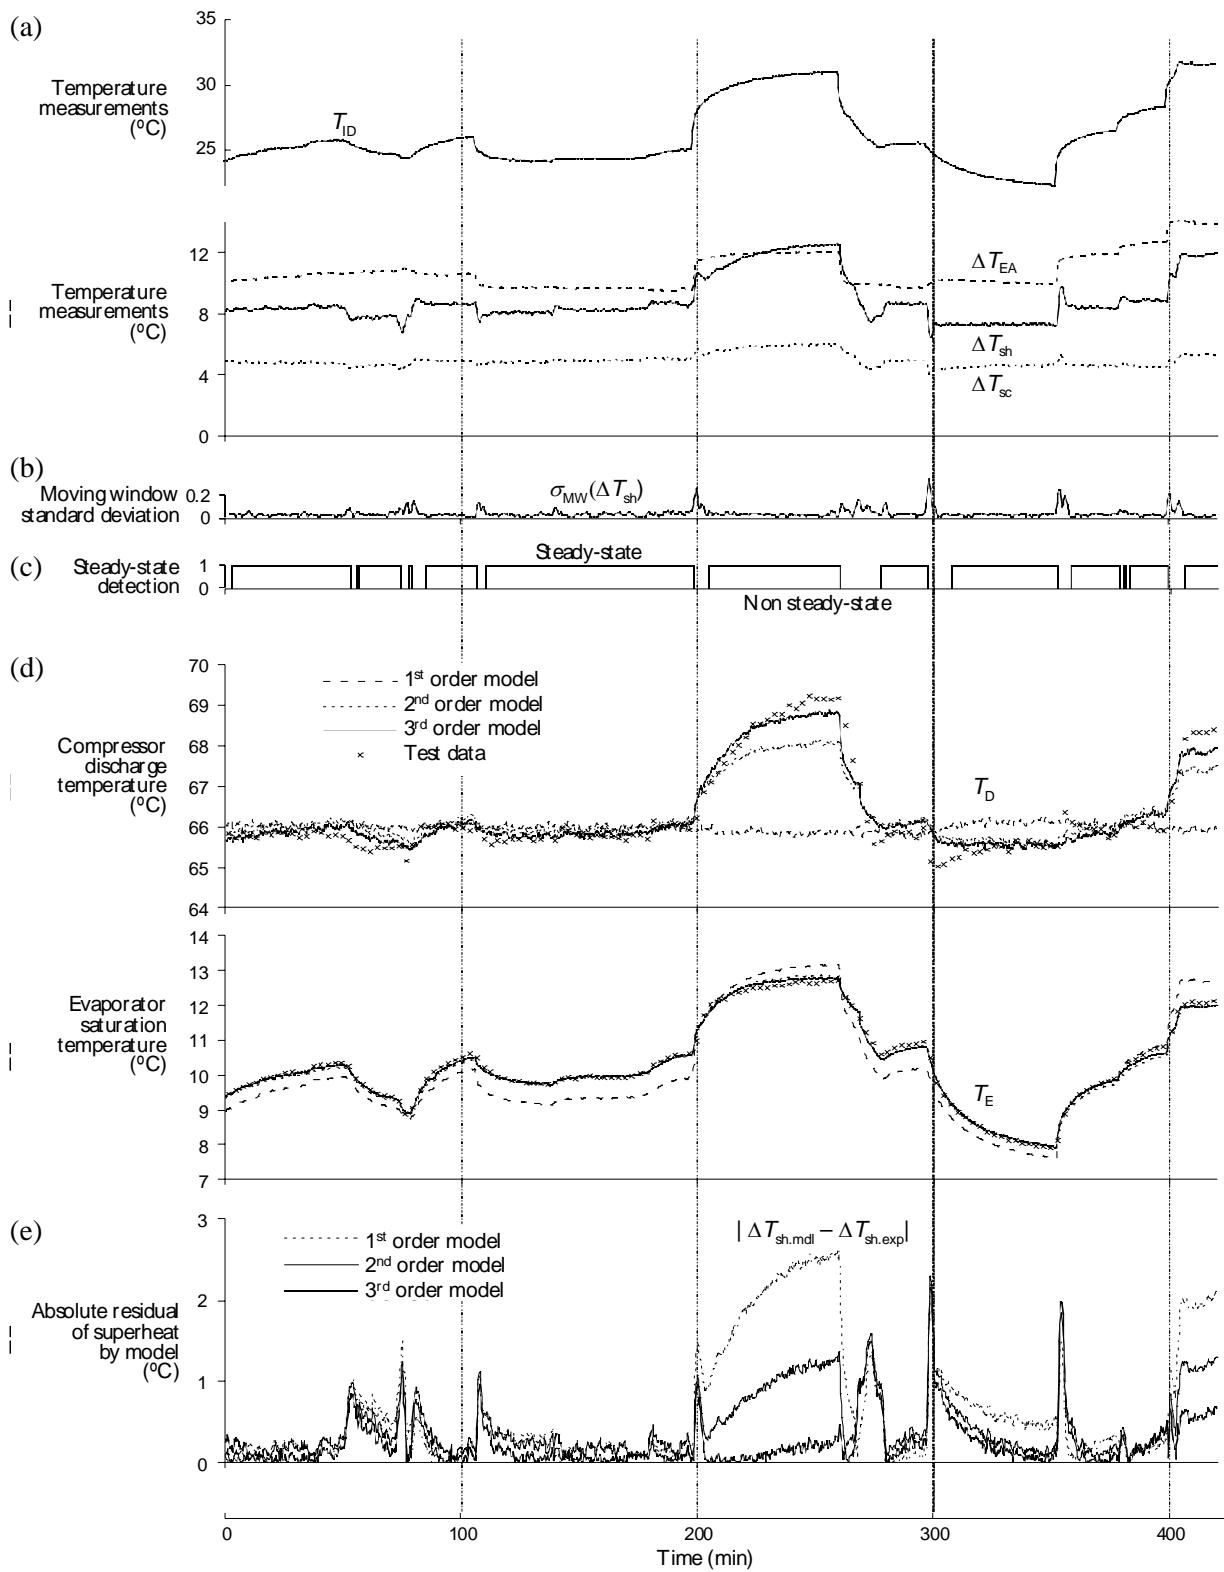 (a)
35
30
25
Temperature
measurements
(ºC)
T_ID
12
8
4
0
Temperature
measurements
(ºC)
ΔT_EA
ΔT_sh
ΔT_sc
(b)
Moving window
standard deviation
0.2
0
σ_MW(ΔT_sh)
(c)
Steady-state
detection
1
0
Steady-state
Non steady-state
(d)
70
69
68
67
66
65
64
Compressor
discharge
temperature
(ºC)
1st order model
2nd order model
3rd order model
× Test data
T_D
14
13
12
11
10
9
8
7
Evaporator
saturation
temperature
(ºC)
T_E
(e)
3
2
1
0
Absolute residual
of superheat
by model
(ºC)
1st order model
2nd order model
3rd order model
| ΔT_sh.mdl – ΔT_sh.exp|
0 100 200 300 400
Time (min)